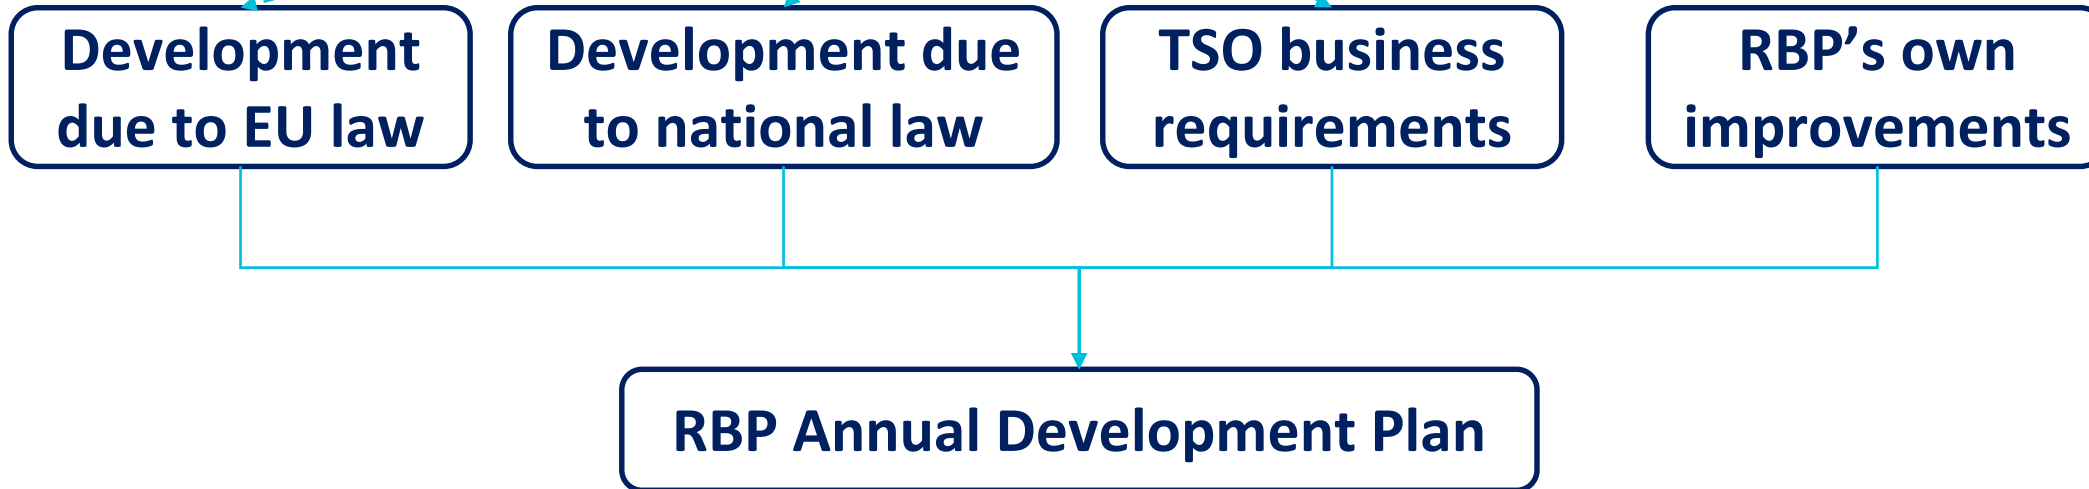 Development
due to EU law
Development due
to national law
TSO business
requirements
RBP’s own
improvements
RBP Annual Development Plan